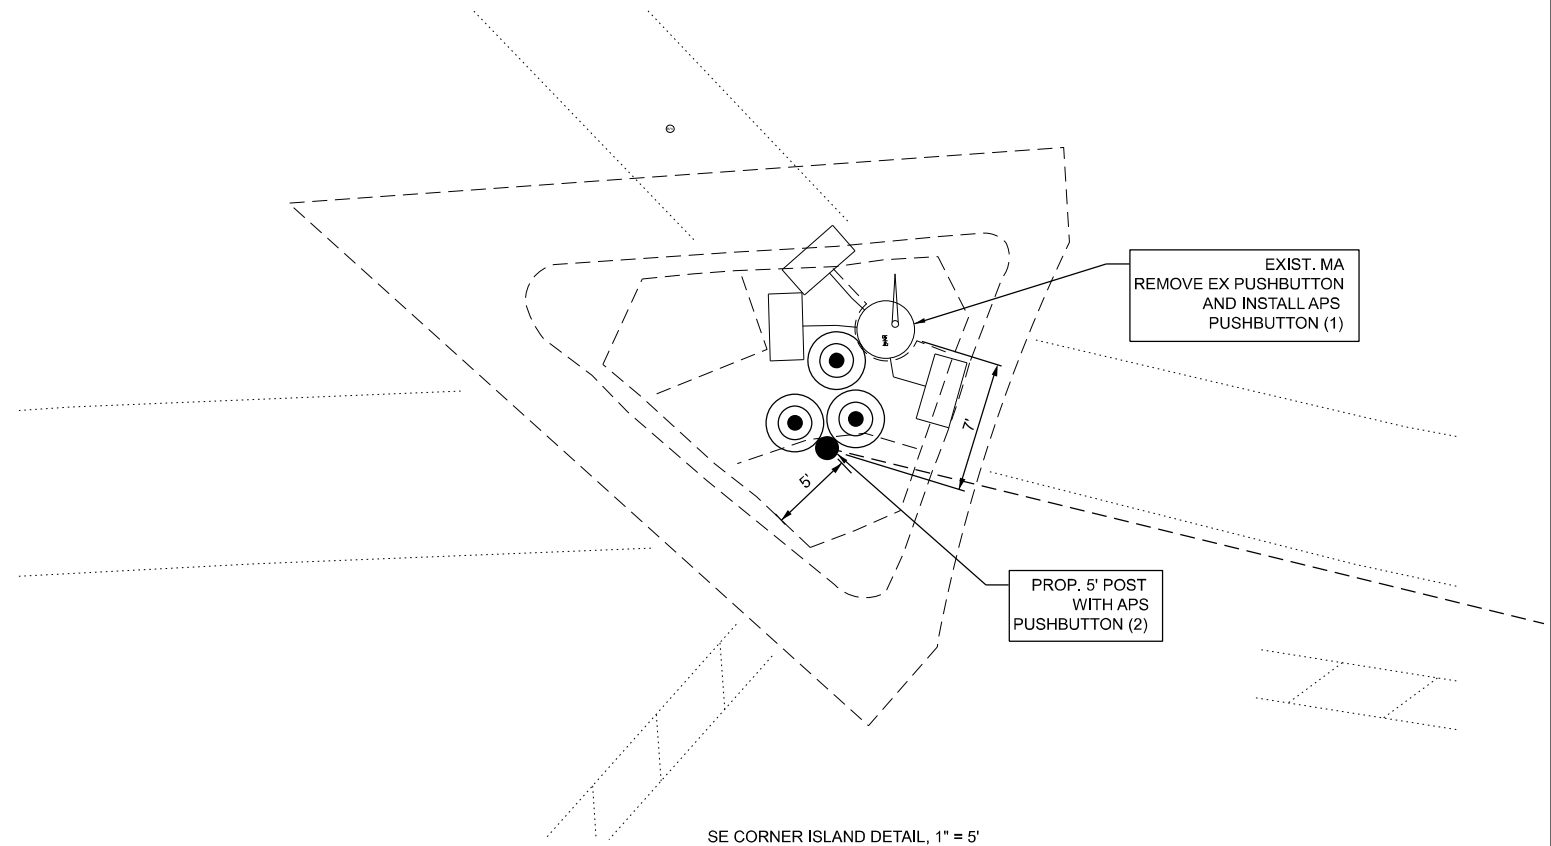 EXIST. MA
REMOVE EX PUSHBUTTON
AND INSTALL APS
PUSHBUTTON (1)
7'
5'
PROP. 5' POST
WITH APS
PUSHBUTTON (2)
SE CORNER ISLAND DETAIL, 1" = 5'